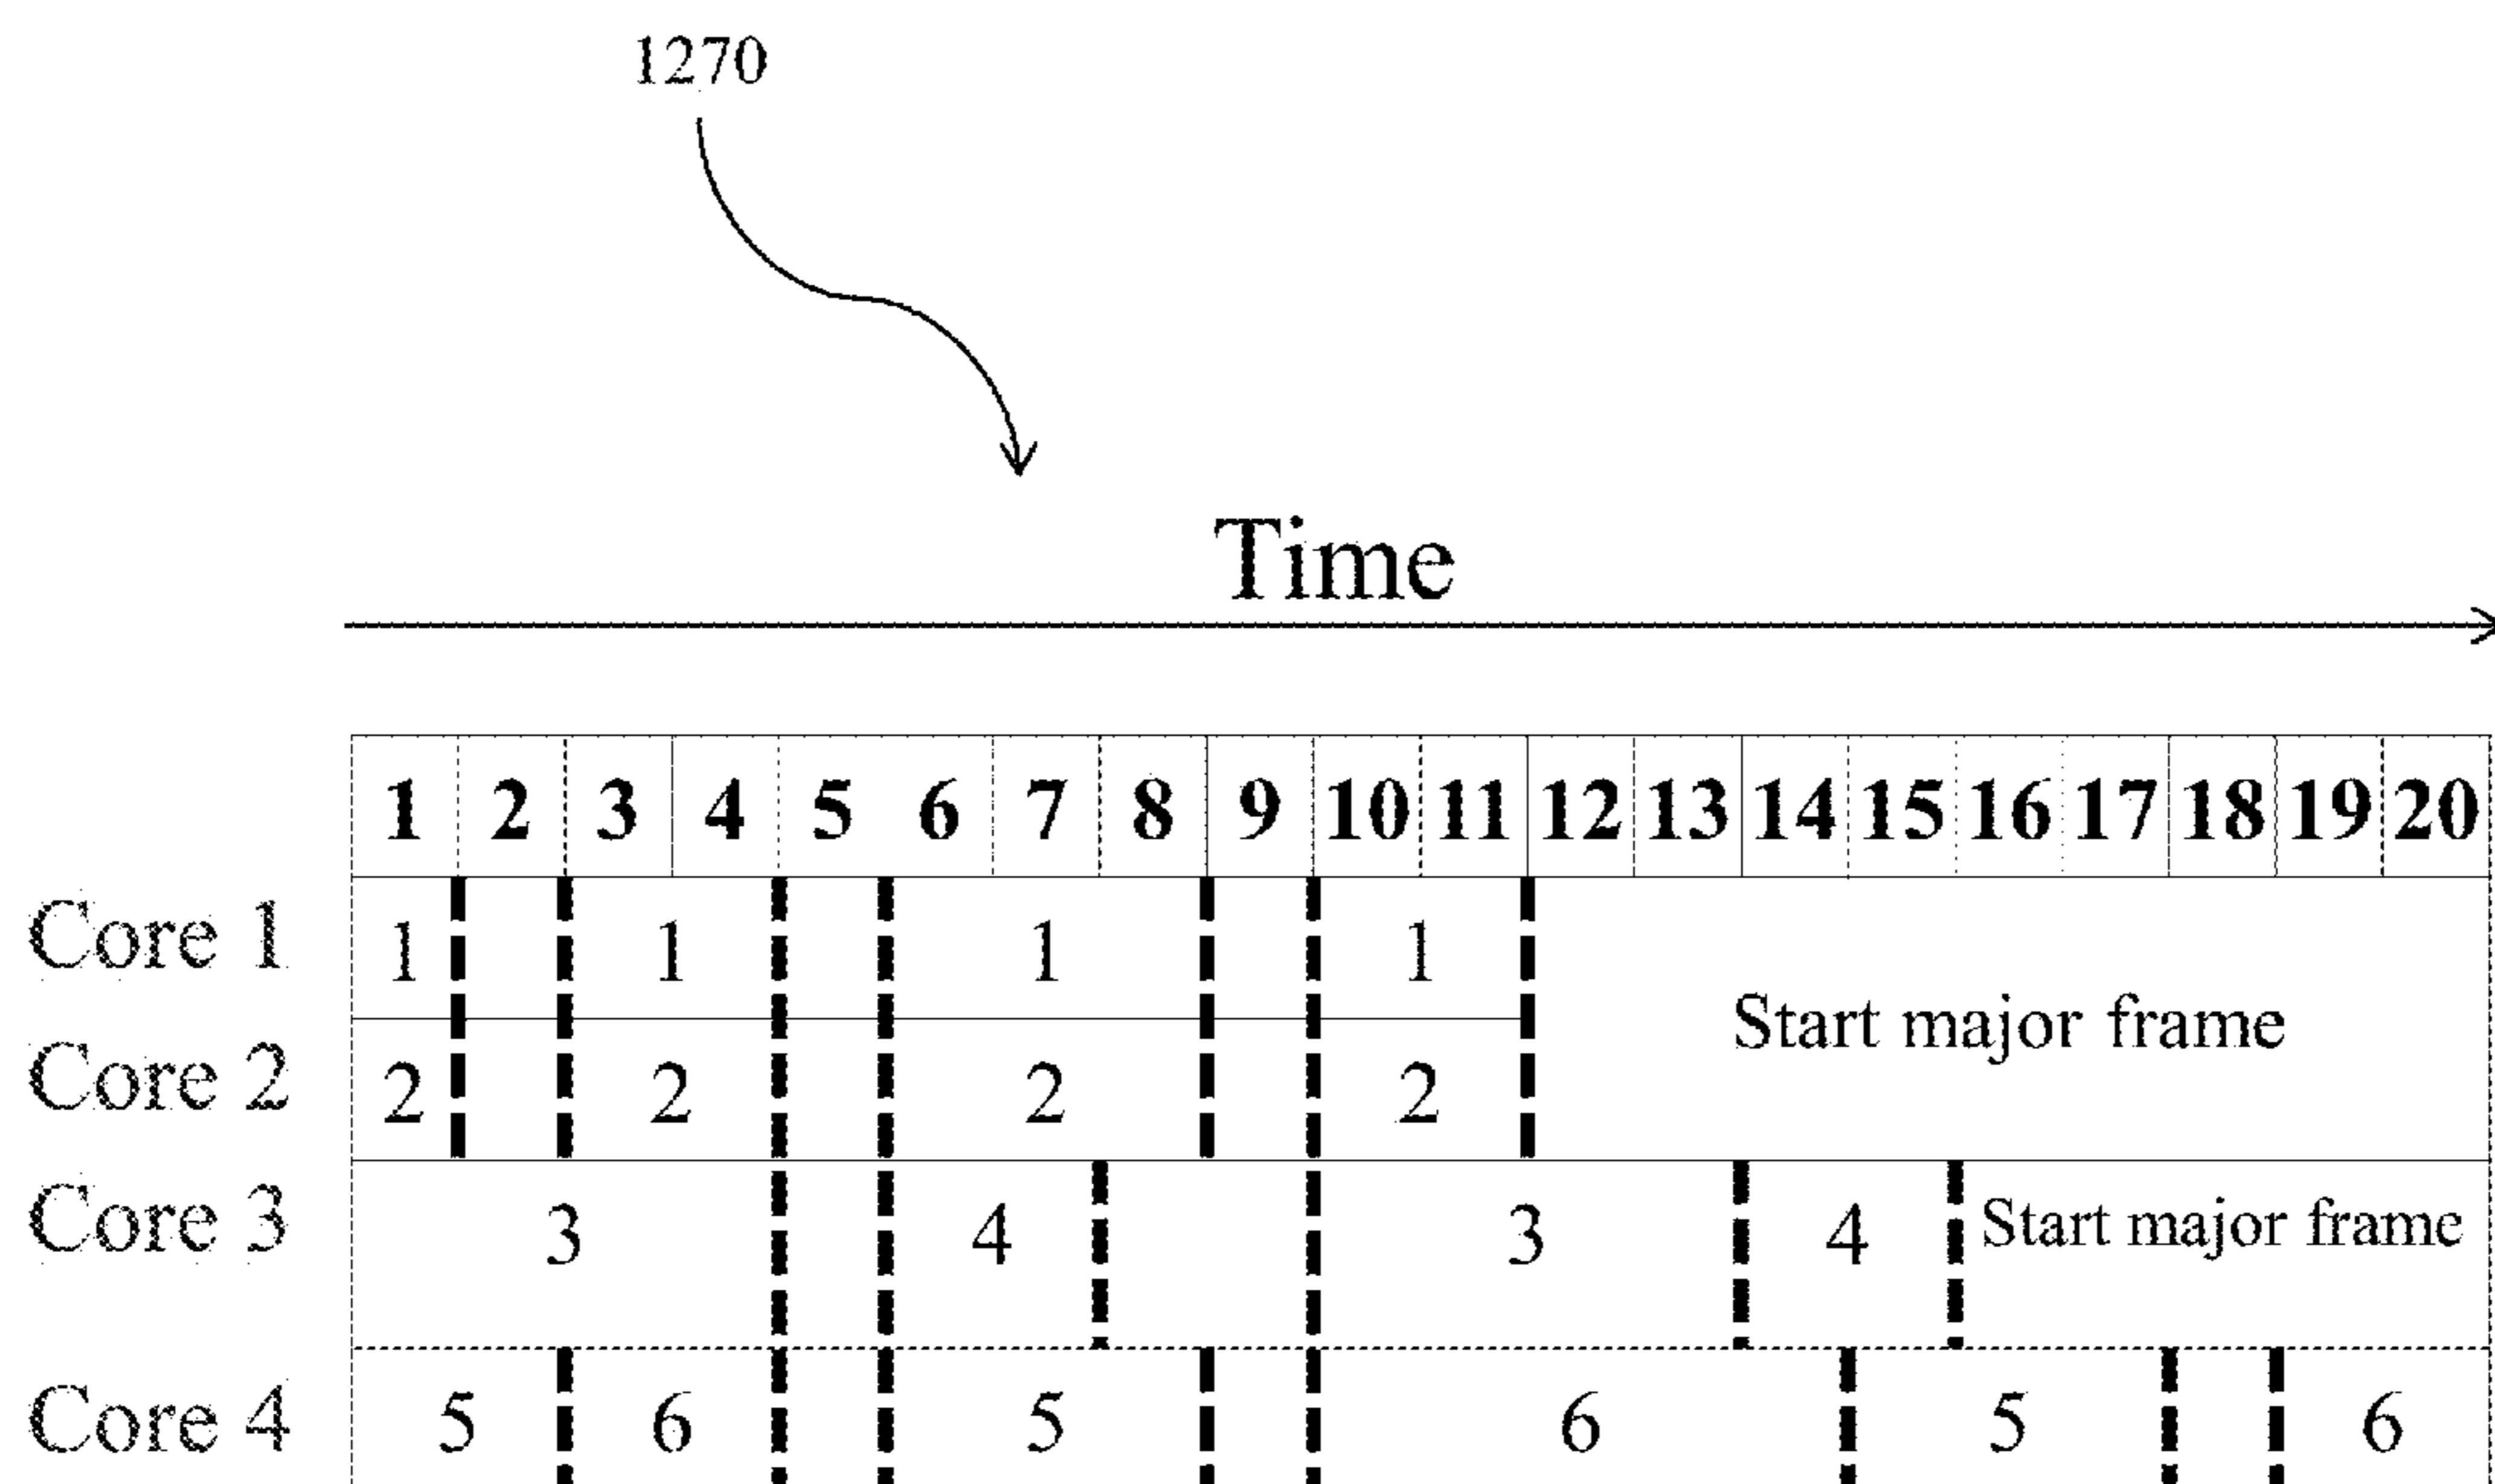 1270
Time
1 2 3 4 5 6 7 8 9 10 11 12 13 14 15 16 17 18 19 20
Core 1 1 1 1 1
Start major frame
Core 2 2 2 2 2
Core 3 3 4 3 4 Start major frame
Core 4 5 6 5 6 5 6